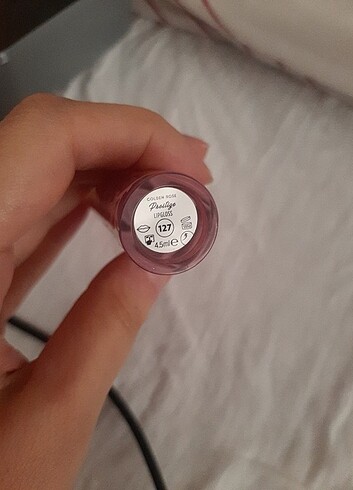 GOLDEN ROSE
Prestige
LIPGLOSS
127
4.5ml e